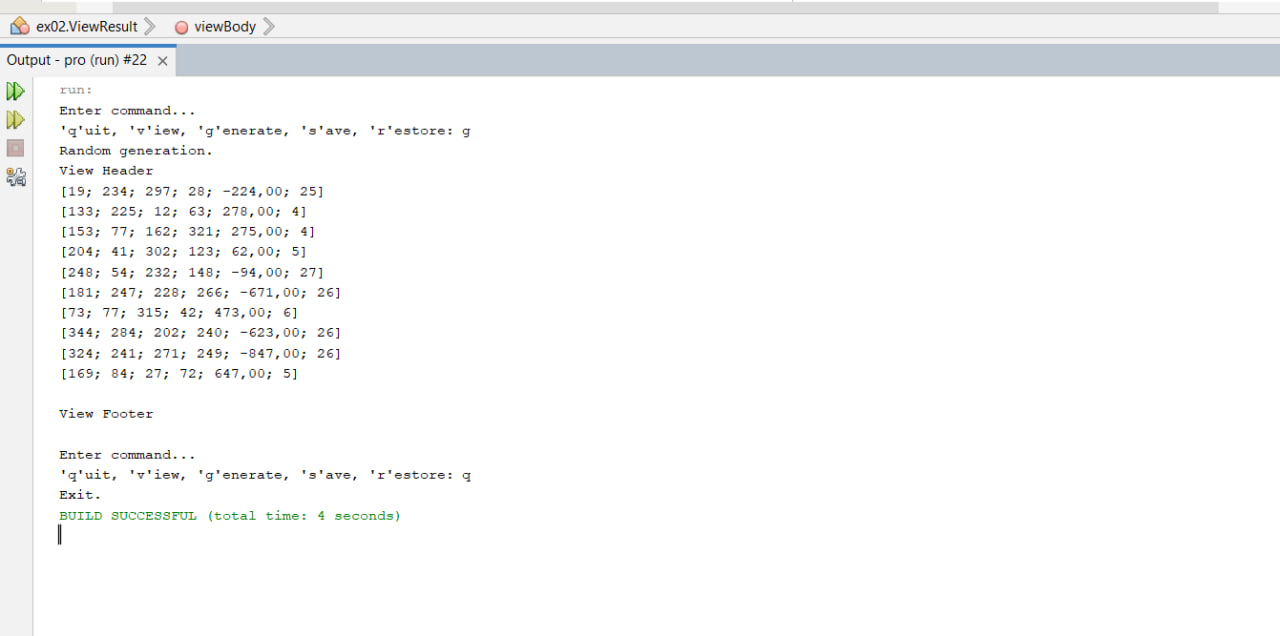 ex02.ViewResult viewBody
Output - pro (run) #22
run:
Enter command...
'q'uit, 'v'iew, 'g'enerate, 's'ave, 'r'estore: g
Random generation.
View Header
[19; 234; 297; 28; -224,00; 25]
[133; 225; 12; 63; 278,00; 4]
[153; 77; 162; 321; 275,00; 4]
[204; 41; 302; 123; 62,00; 5]
[248; 54; 232; 148; -94,00; 27]
[181; 247; 228; 266; -671,00; 26]
[73; 77; 315; 42; 473,00; 6]
[344; 284; 202; 240; -623,00; 26]
[324; 241; 271; 249; -847,00; 26]
[169; 84; 27; 72; 647,00; 5]
View Footer
Enter command...
'q'uit, 'v'iew, 'g'enerate, 's'ave, 'r'estore: q
Exit.
BUILD SUCCESSFUL (total time: 4 seconds)